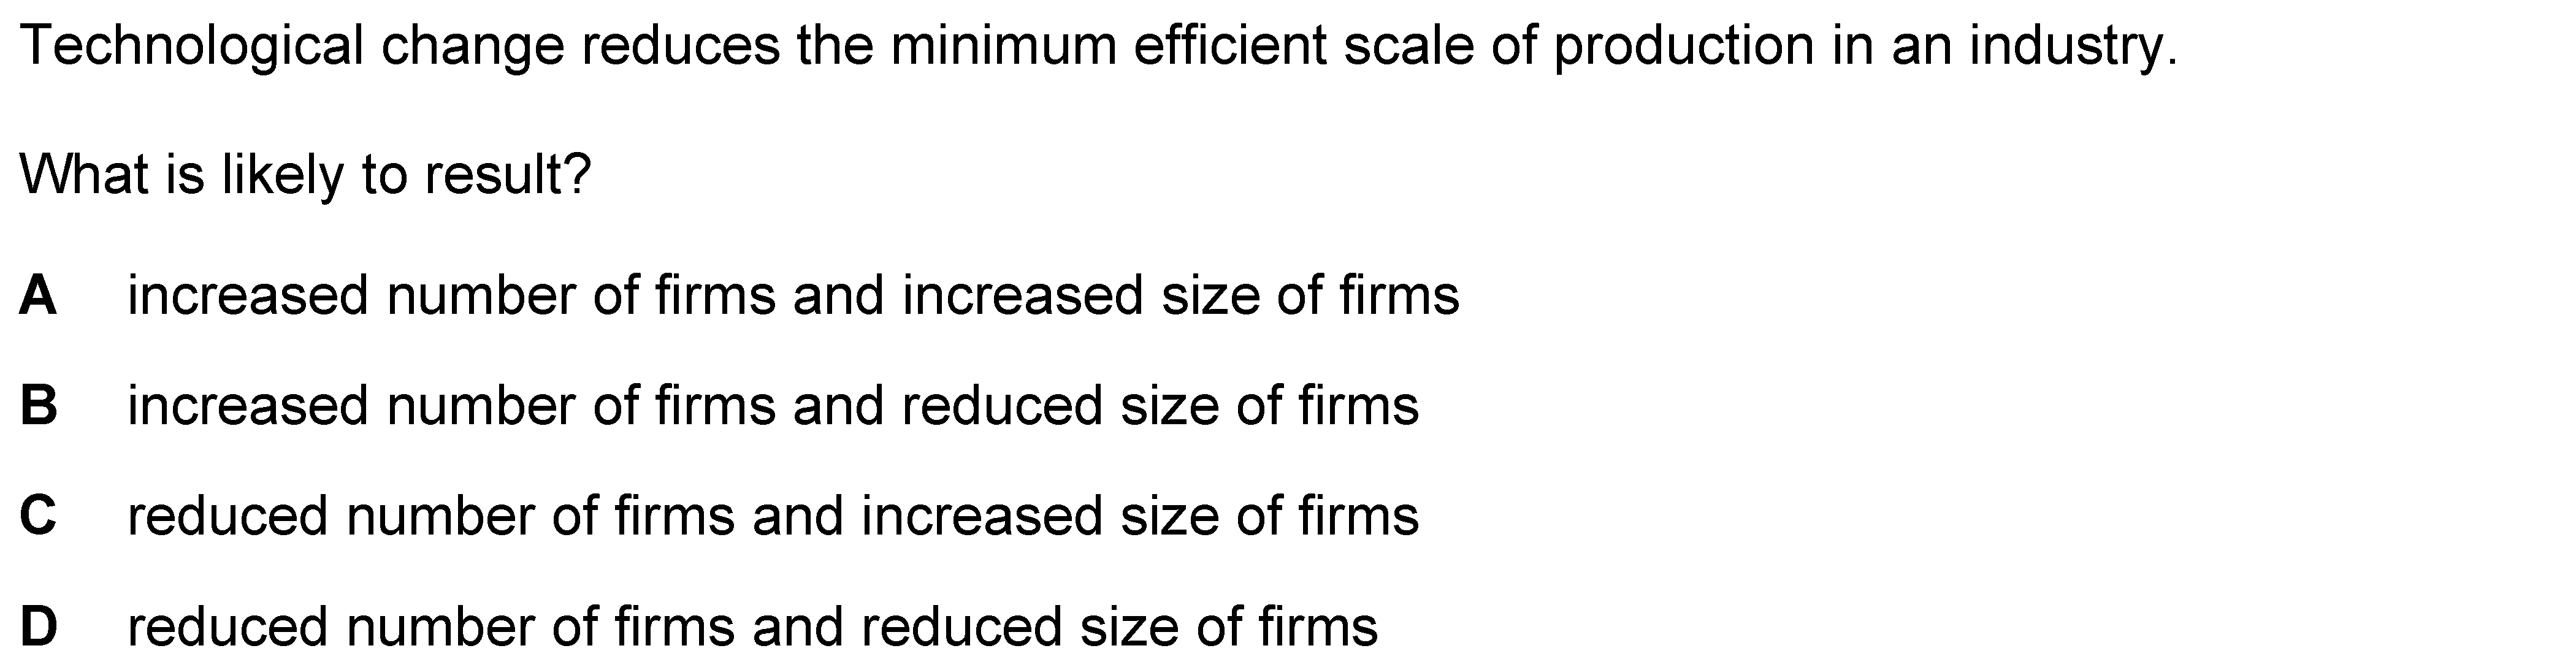 Technological change reduces the minimum efficient scale of production in an industry.
What is likely to result?
A increased number of firms and increased size of firms
B increased number of firms and reduced size of firms
C reduced number of firms and increased size of firms
D reduced number of firms and reduced size of firms